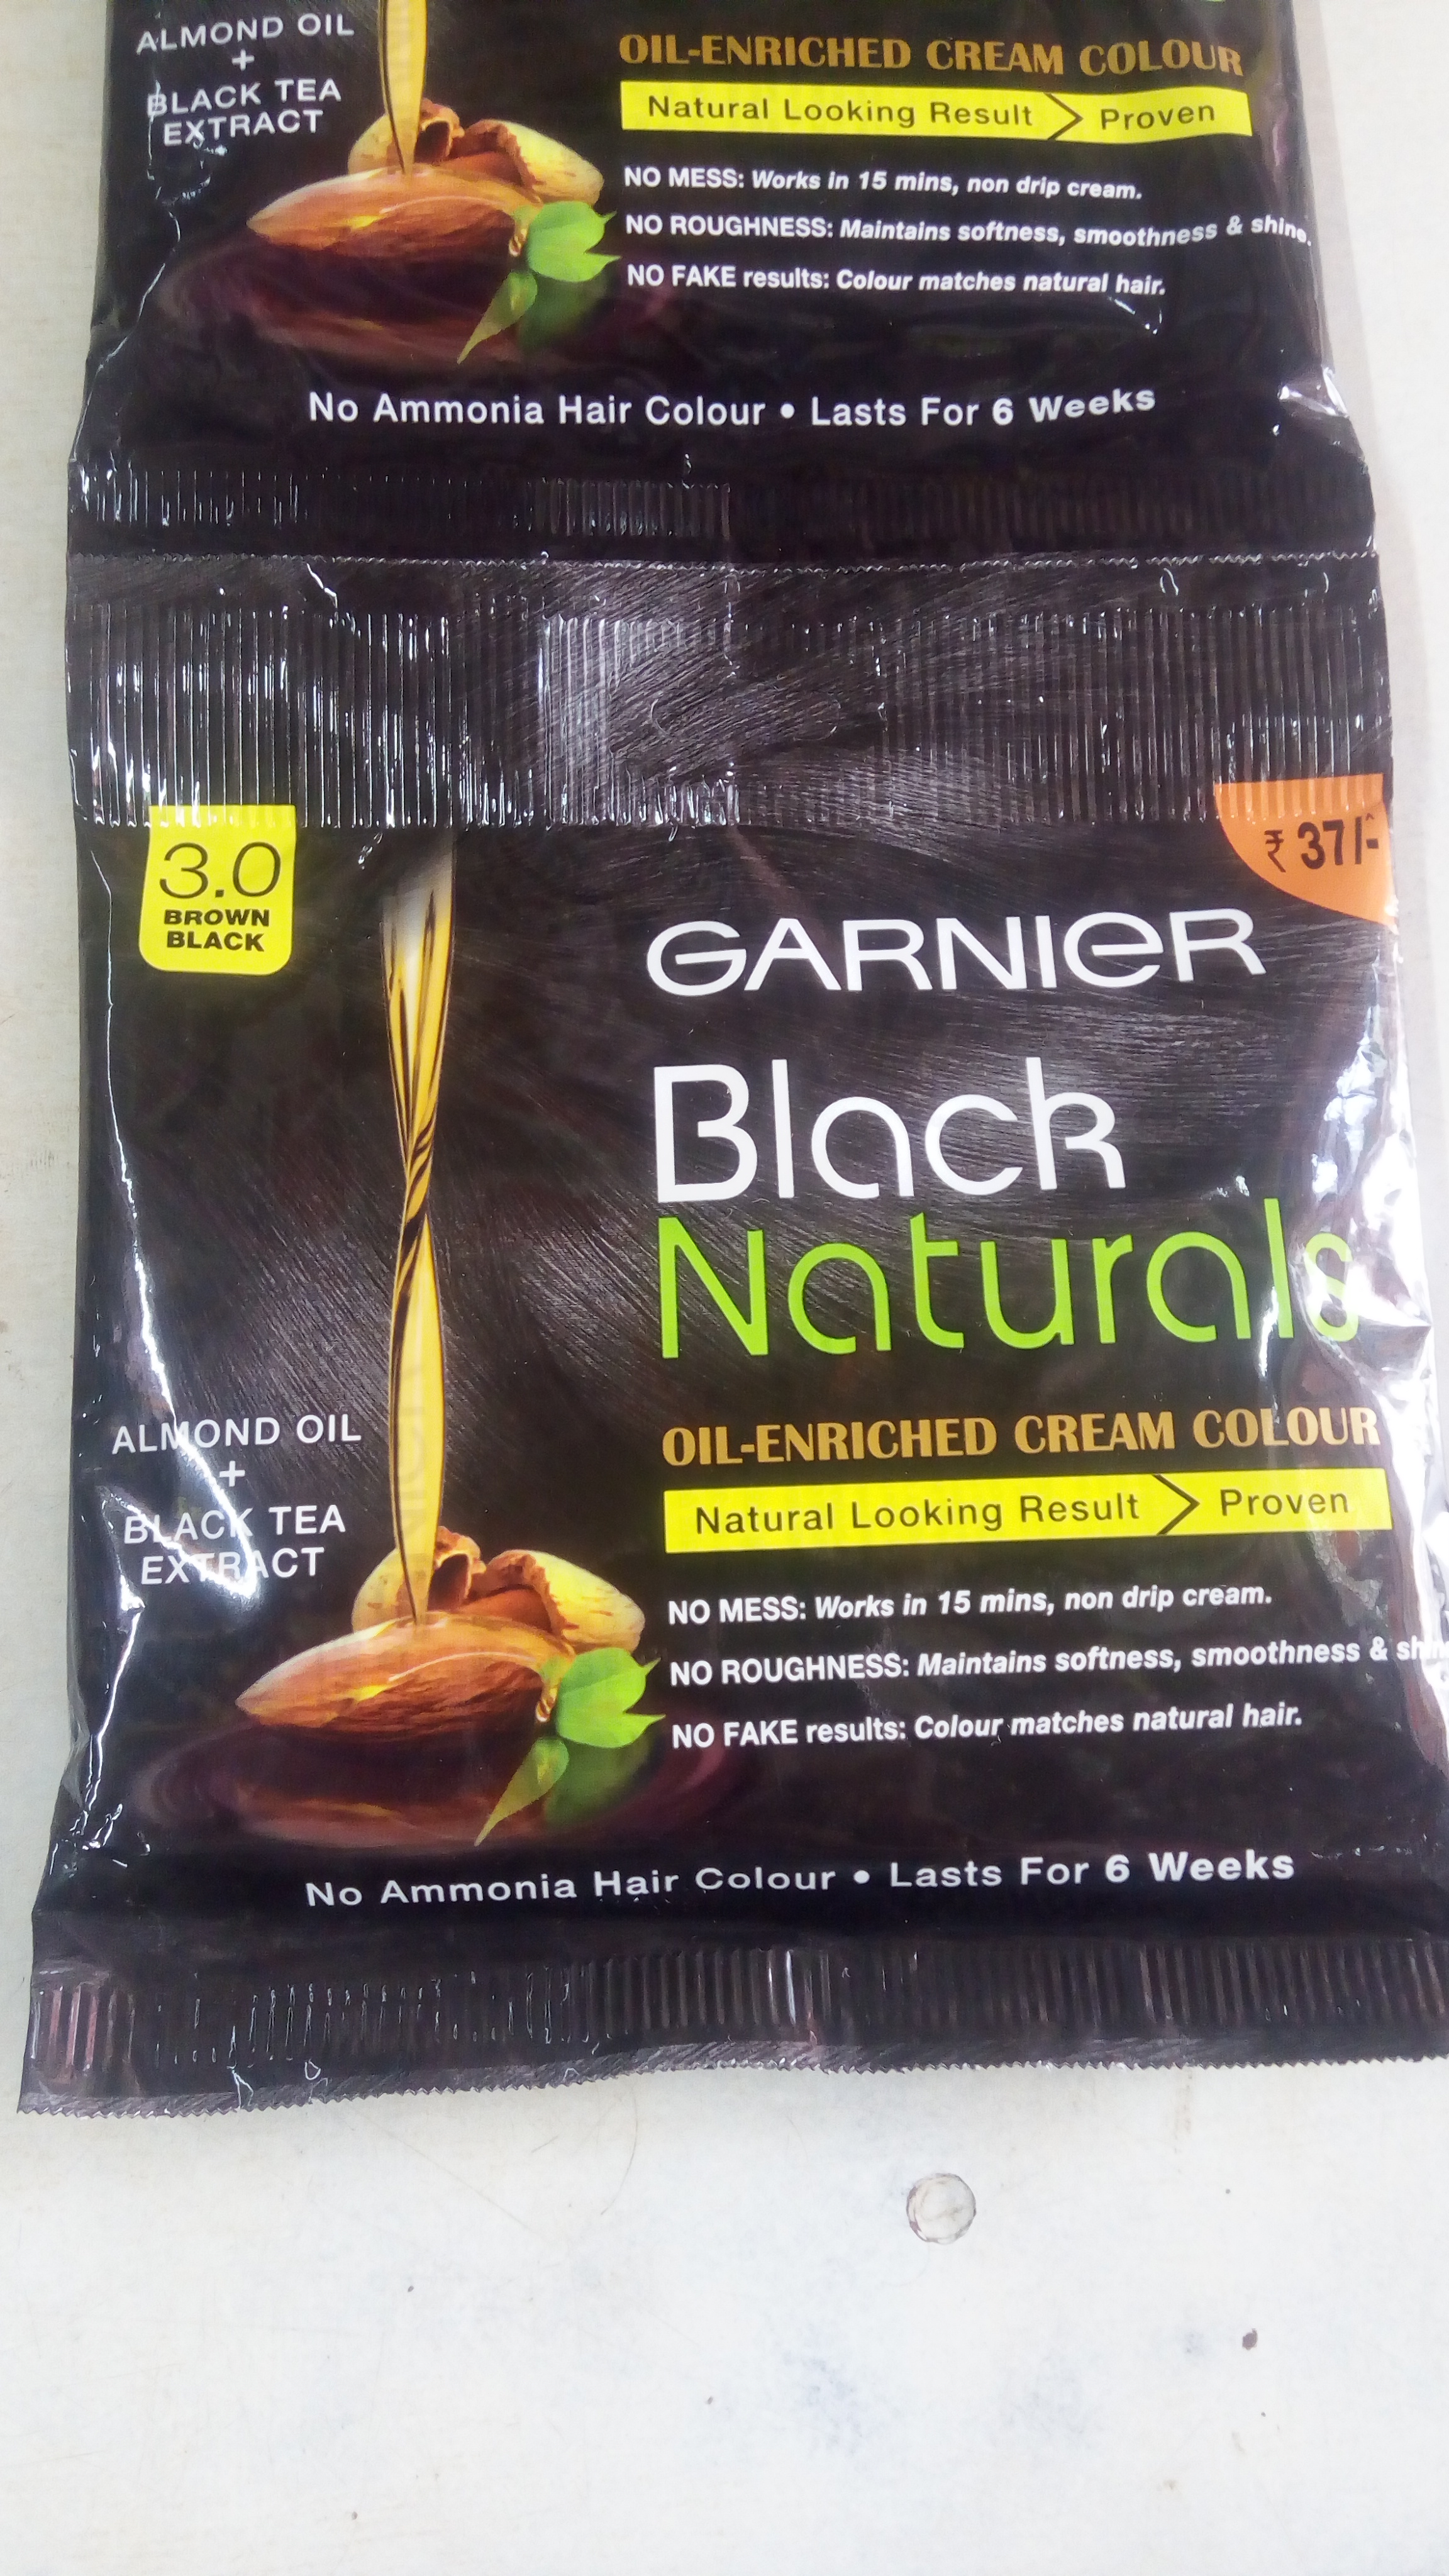 ALMOND OIL
+
BLACK TEA
EXTRACT
OIL-ENRICHED CREAM COLOUR
Natural Looking Result > Proven
NO MESS: Works in 15 mins, non drip cream.
NO ROUGHNESS: Maintains softness, smoothness & shine.
NO FAKE results: Colour matches natural hair.
No Ammonia Hair Colour • Lasts For 6 Weeks
3.0
BROWN
BLACK
₹ 37/-
GARNIER
Black
Naturals
ALMOND OIL
+
BLACK TEA
EXTRACT
OIL-ENRICHED CREAM COLOUR
Natural Looking Result > Proven
NO MESS: Works in 15 mins, non drip cream.
NO ROUGHNESS: Maintains softness, smoothness &
NO FAKE results: Colour matches natural hair.
No Ammonia Hair Colour • Lasts For 6 Weeks